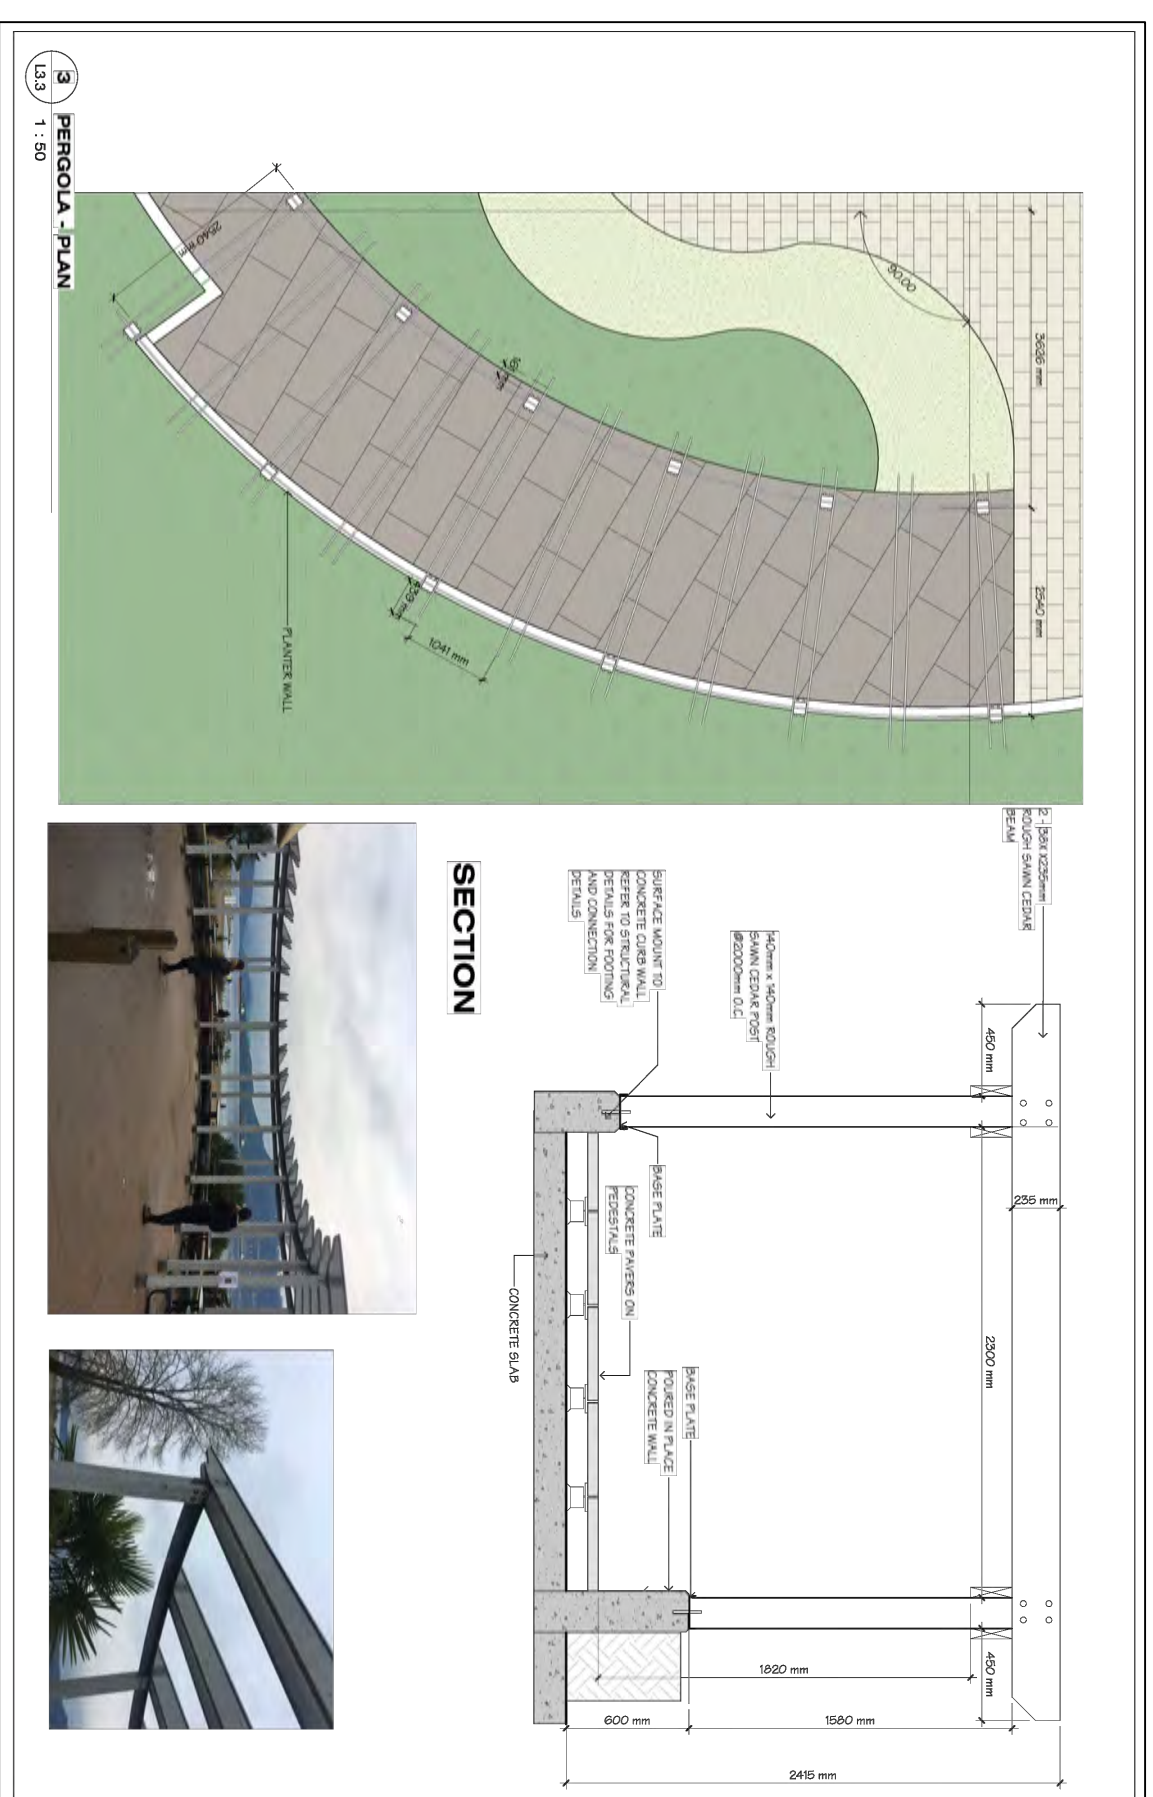 3
L3.3
PERGOLA - PLAN
1 : 50
2540 mm
90.00
3626 mm
2540 mm
1041 mm
PLANTER WALL
SECTION
2 - 38X X235mm
ROUGH SAWN CEDAR
BEAM
140mm x 140mm ROUGH
SAWN CEDAR POST
@2000mm O.C.
SURFACE MOUNT TO
CONCRETE CURB WALL
REFER TO STRUCTURAL
DETAILS FOR FOOTING
AND CONNECTION
DETAILS
BASE PLATE
CONCRETE PAVERS ON
PEDESTALS
CONCRETE SLAB
BASE PLATE
POURED IN PLACE
CONCRETE WALL
450 mm
235 mm
2300 mm
450 mm
1820 mm
600 mm
1580 mm
2415 mm